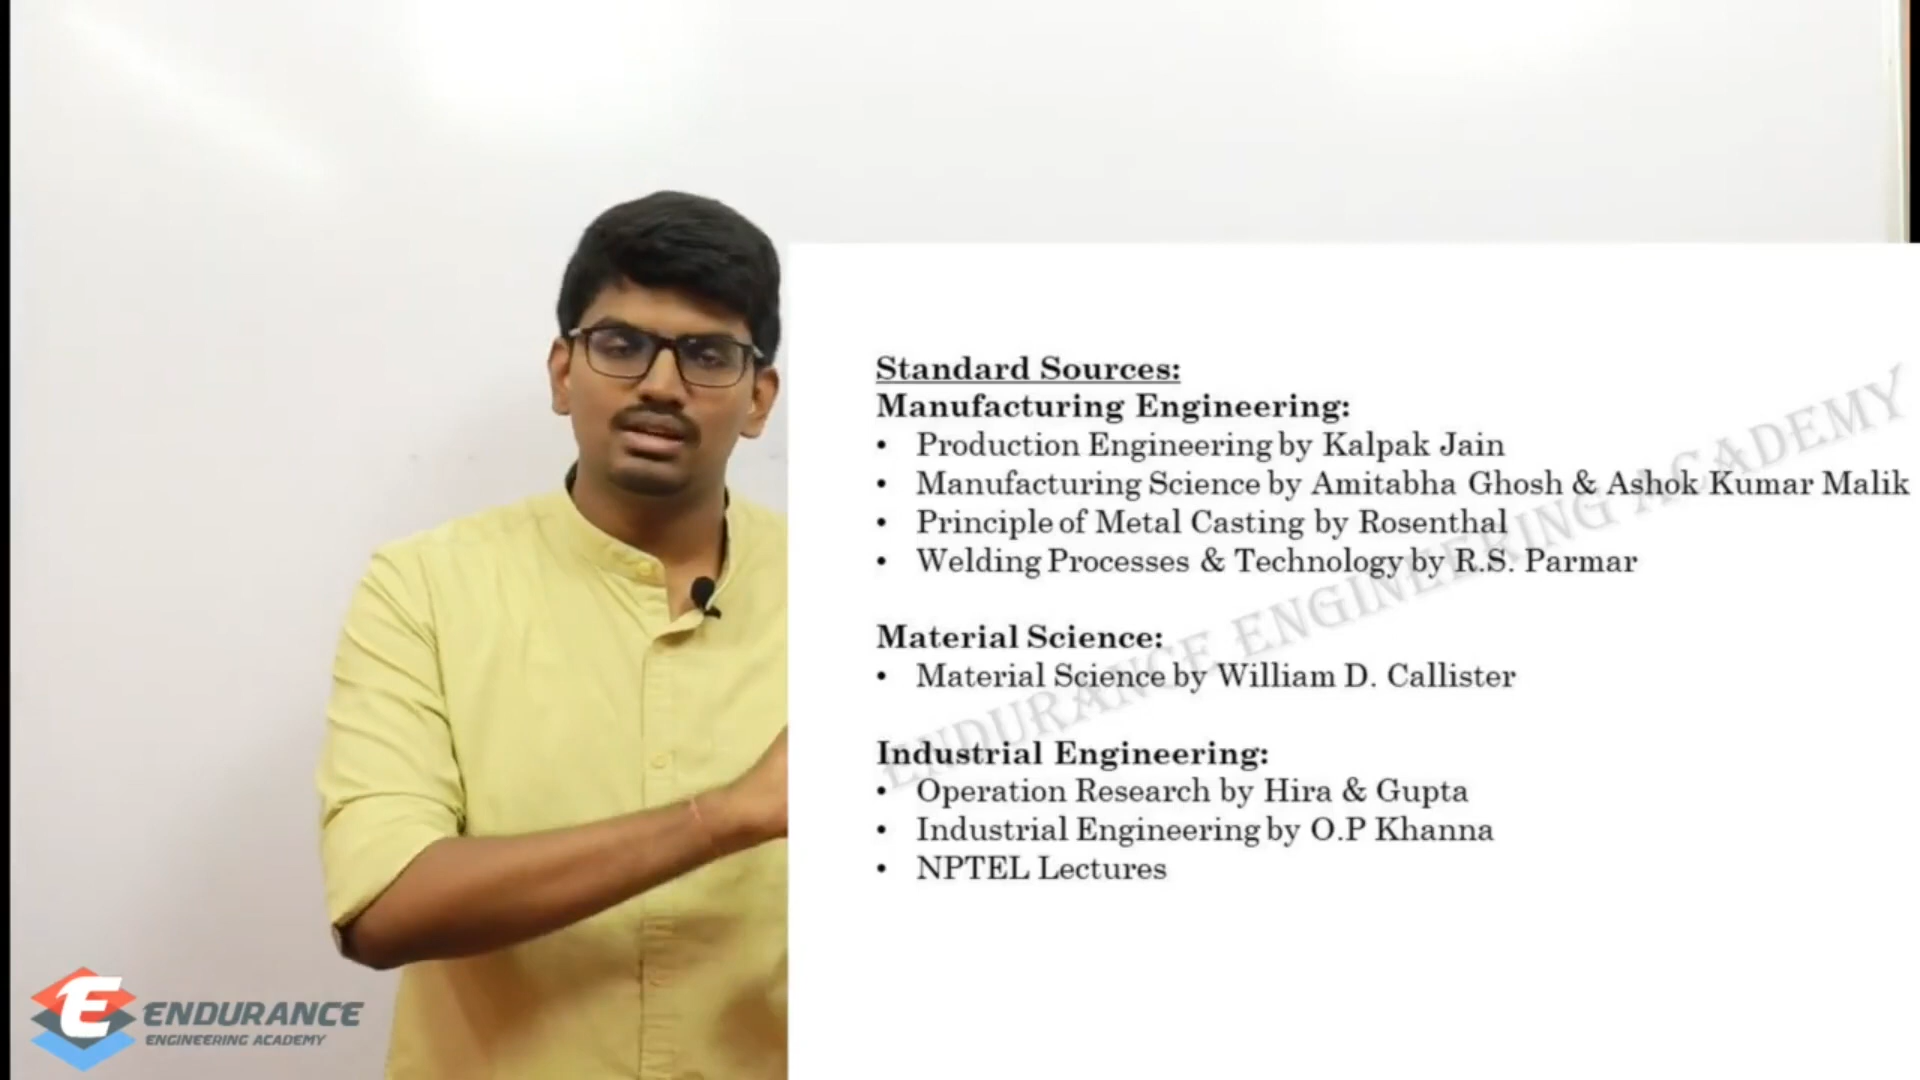 Standard Sources:
Manufacturing Engineering:
• Production Engineering by Kalpak Jain
• Manufacturing Science by Amitabha Ghosh & Ashok Kumar Malik
• Principle of Metal Casting by Rosenthal
• Welding Processes & Technology by R.S. Parmar
Material Science:
• Material Science by William D. Callister
Industrial Engineering:
• Operation Research by Hira & Gupta
• Industrial Engineering by O.P Khanna
• NPTEL Lectures
ENDURANCE ENGINEERING ACADEMY
E ENDURANCE
ENGINEERING ACADEMY